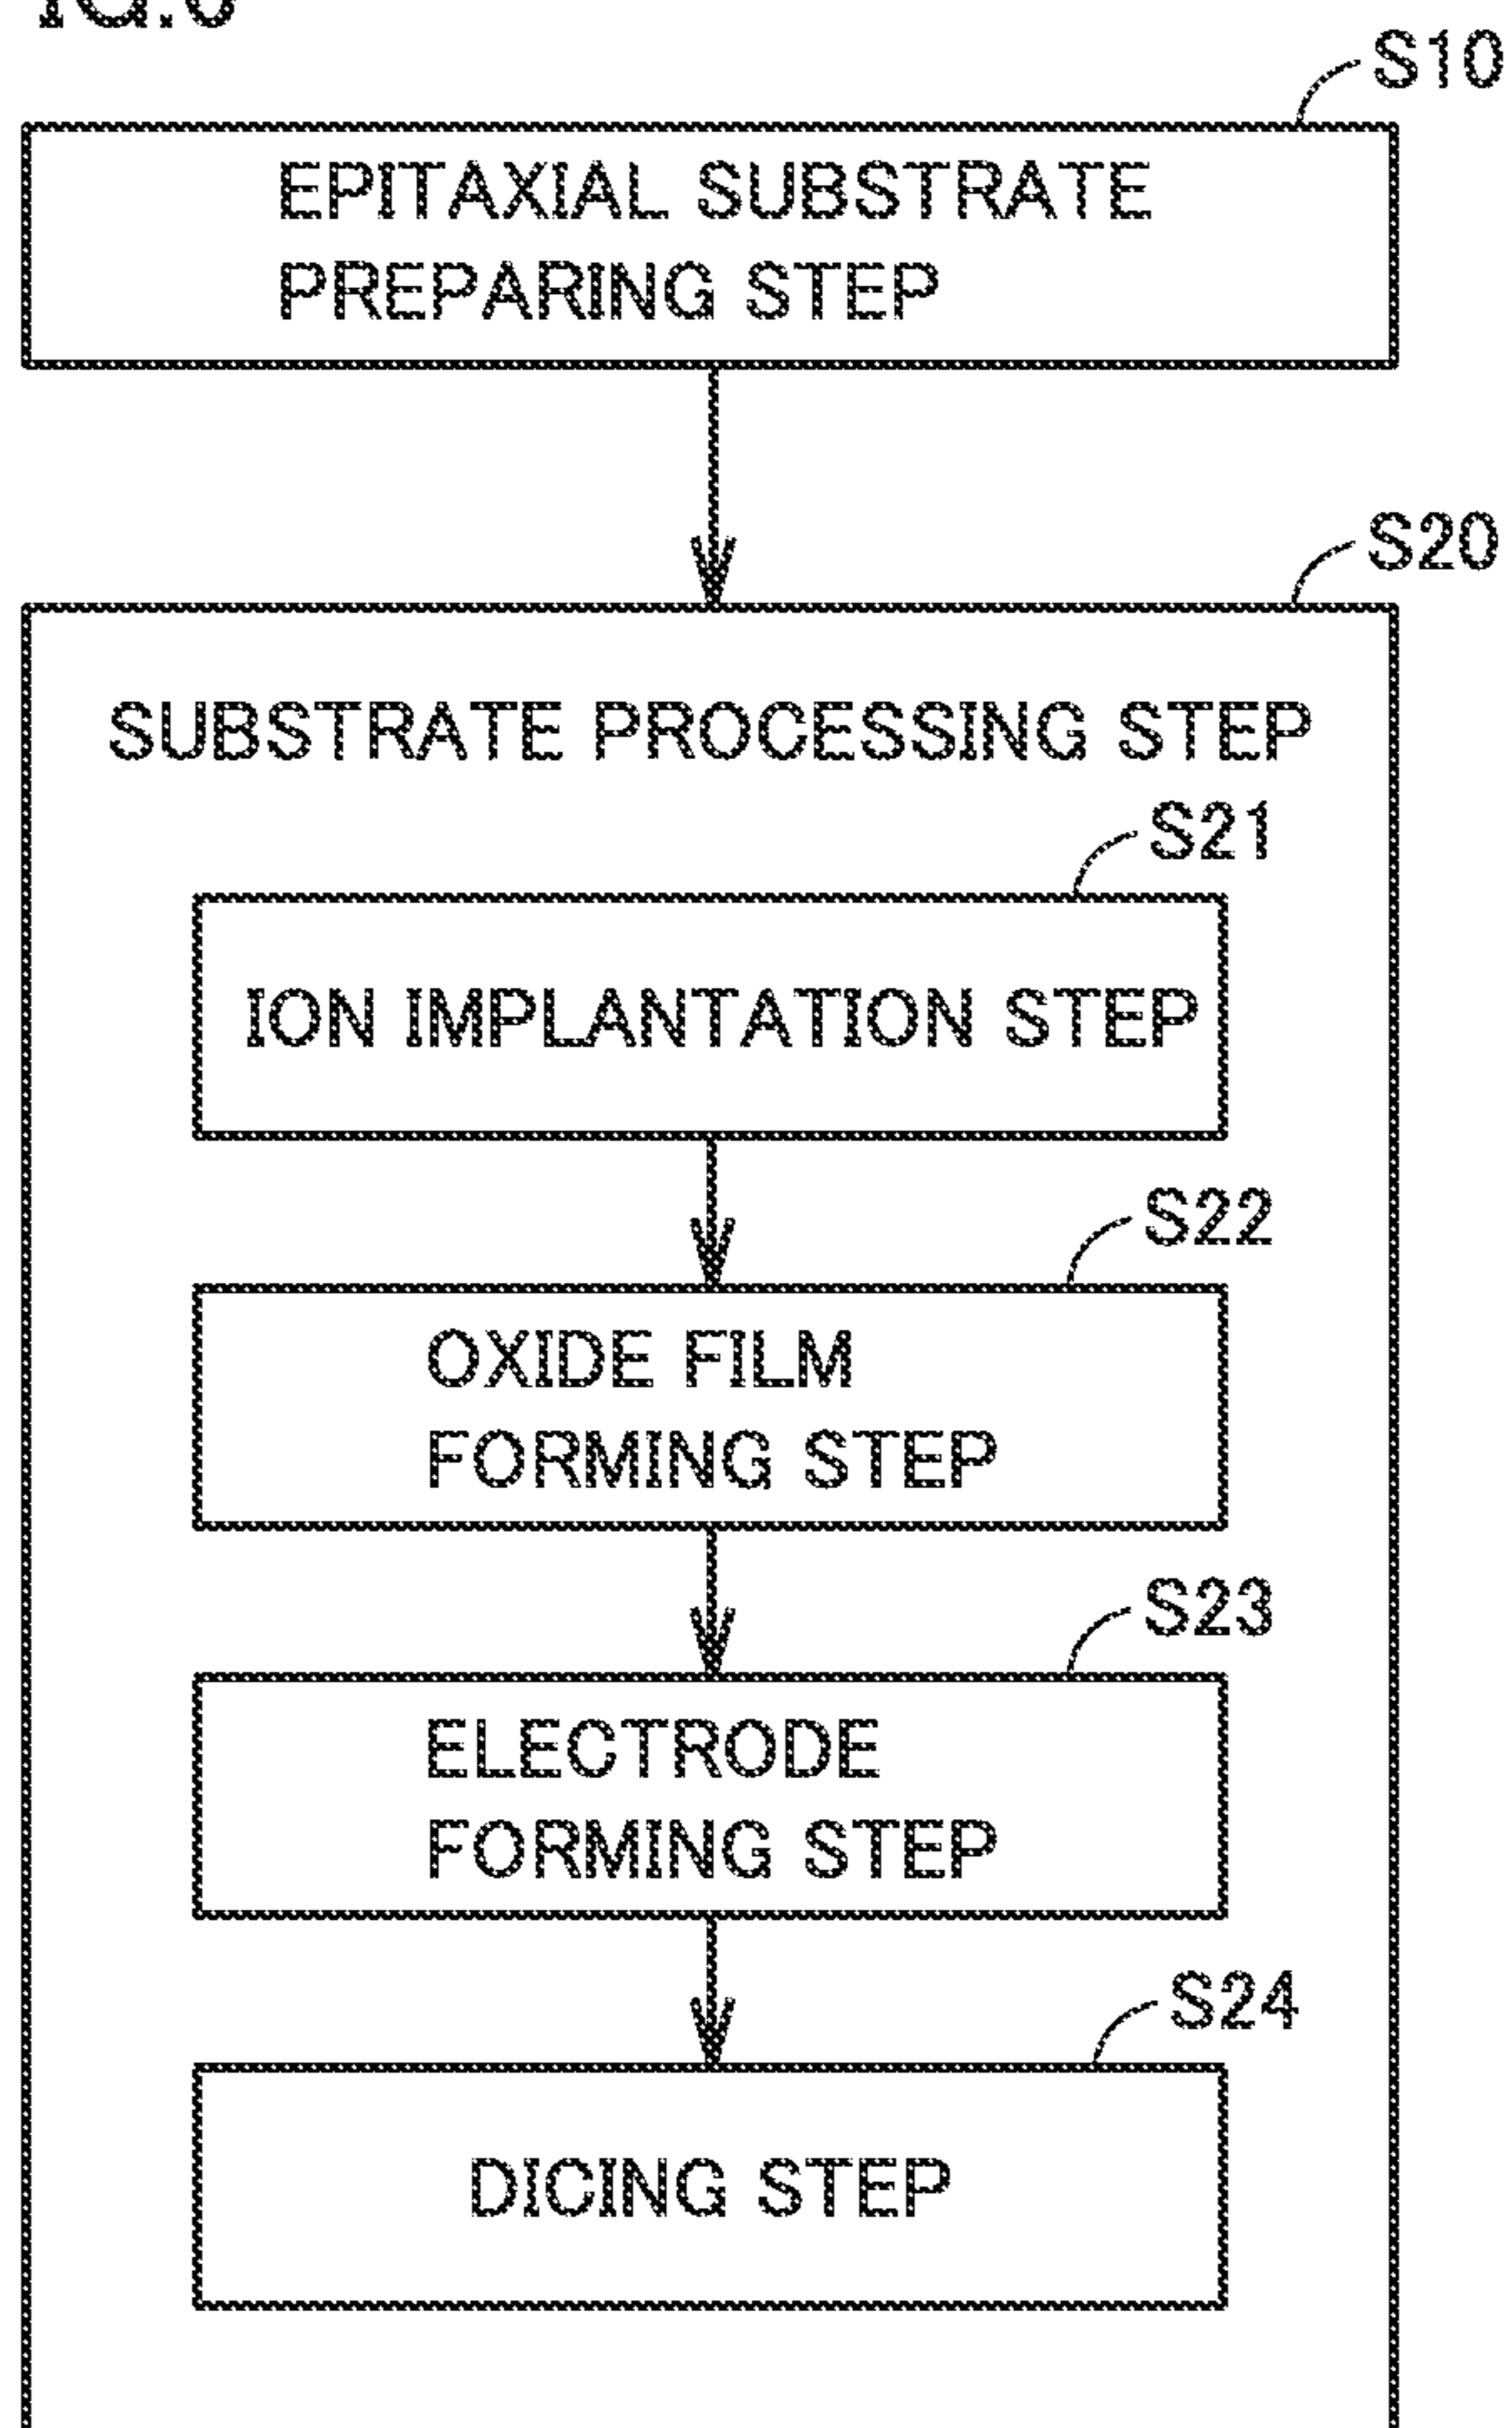 S10
EPITAXIAL SUBSTRATE
PREPARING STEP
S20
SUBSTRATE PROCESSING STEP
S21
ION IMPLANTATION STEP
S22
OXIDE FILM
FORMING STEP
S23
ELECTRODE
FORMING STEP
S24
DICING STEP